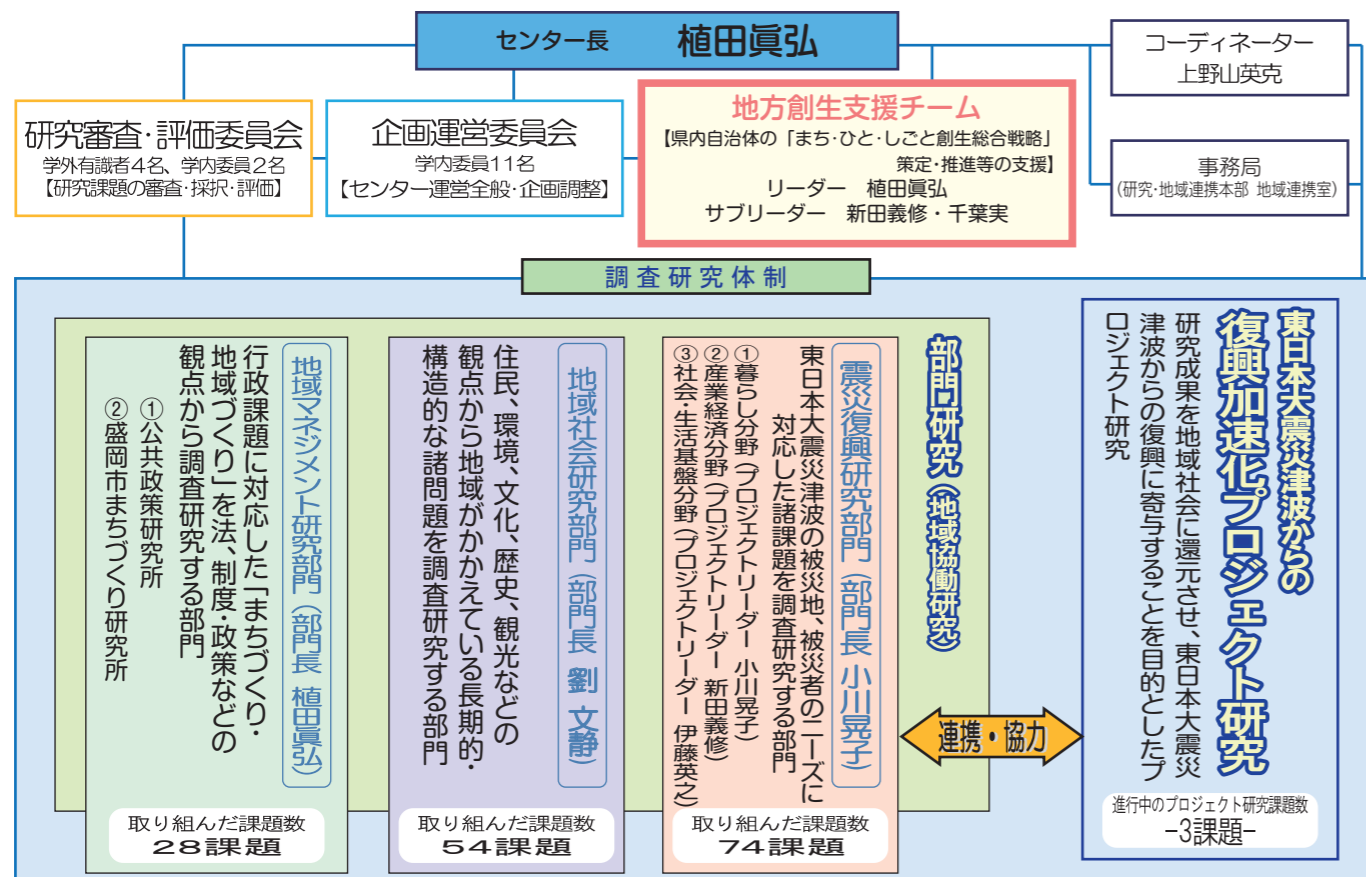 センター長　植田眞弘
コーディネーター
上野山英克
研究審査・評価委員会
学外有識者4名、学内委員2名
【研究課題の審査・採択・評価】
企画運営委員会
学内委員11名
【センター運営全般・企画調整】
地方創生支援チーム
【県内自治体の「まち・ひと・しごと創生総合戦略」
策定・推進等の支援】
リーダー　植田眞弘
サブリーダー　新田義修・千葉実
事務局
（研究・地域連携本部 地域連携室）
調査研究体制
東日本大震災津波からの
復興加速化プロジェクト研究
研究成果を地域社会に還元させ、東日本大震災
津波からの復興に寄与することを目的としたプ
ロジェクト研究
進行中のプロジェクト研究課題数
−3課題−
連携・協力
部門研究（地域協働研究）
震災復興研究部門（部門長 小川晃子）
東日本大震災津波の被災地、被災者のニーズに
対応した諸課題を調査研究する部門
①暮らし分野（プロジェクトリーダー 小川晃子）
②産業経済分野（プロジェクトリーダー 新田義修）
③社会・生活基盤分野（プロジェクトリーダー 伊藤英之）
取り組んだ課題数
74課題
地域社会研究部門（部門長 劉 文静）
住民、環境、文化、歴史、観光などの
観点から地域がかかえている長期的・
構造的な諸問題を調査研究する部門
取り組んだ課題数
54課題
地域マネジメント研究部門（部門長 植田眞弘）
行政課題に対応した「まちづくり・
地域づくり」を法、制度・政策などの
観点から調査研究する部門
①公共政策研究所
②盛岡市まちづくり研究所
取り組んだ課題数
28課題